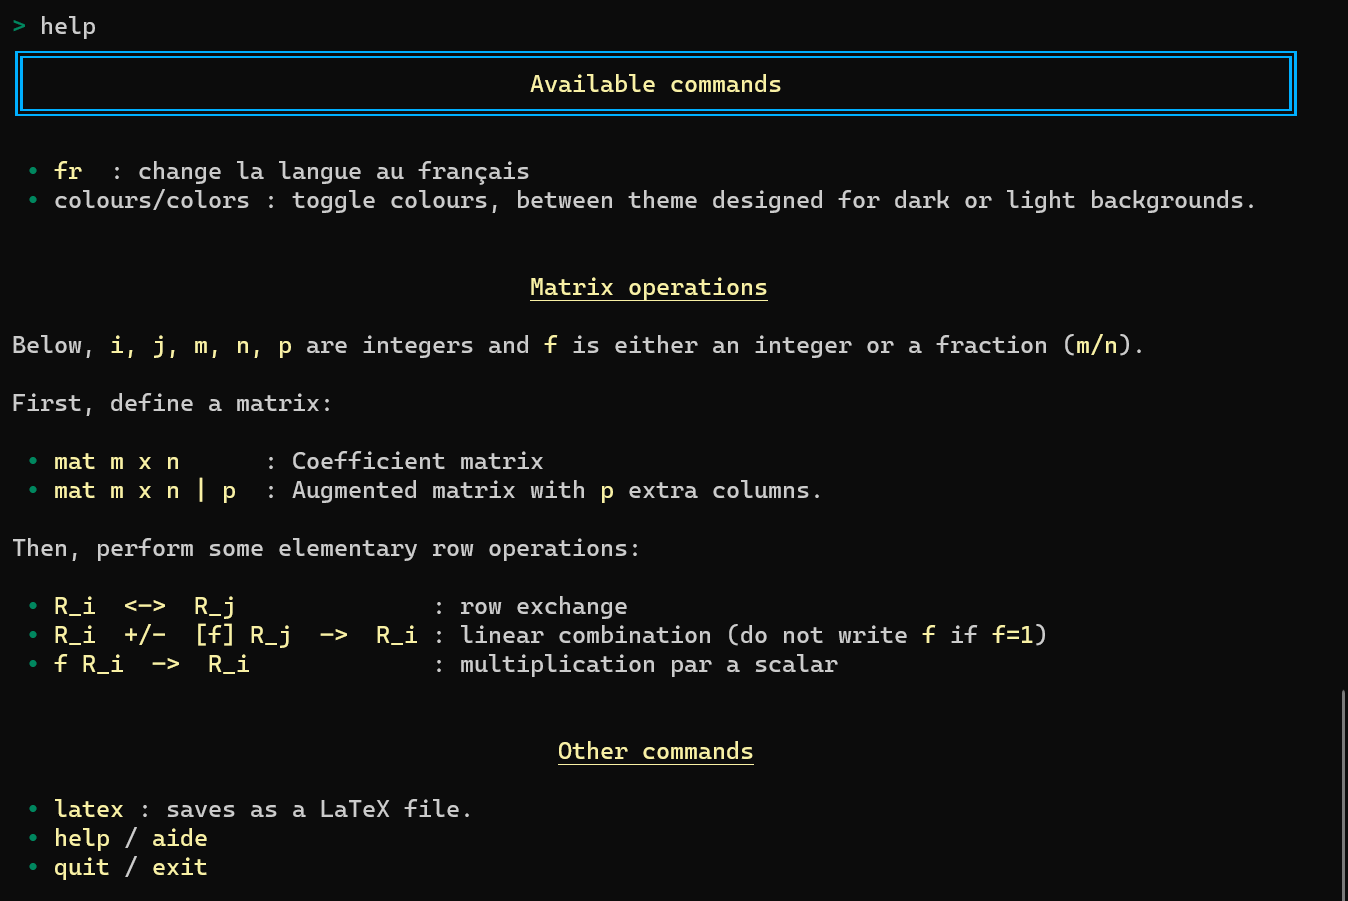 > help
Available commands
• fr  : change la langue au français
• colours/colors : toggle colours, between theme designed for dark or light backgrounds.
Matrix operations
Below, i, j, m, n, p are integers and f is either an integer or a fraction (m/n).
First, define a matrix:
• mat m x n      : Coefficient matrix
• mat m x n | p  : Augmented matrix with p extra columns.
Then, perform some elementary row operations:
• R_i  <->  R_j              : row exchange
• R_i  +/-  [f] R_j  ->  R_i : linear combination (do not write f if f=1)
• f R_i  ->  R_i             : multiplication par a scalar
Other commands
• latex : saves as a LaTeX file.
• help / aide
• quit / exit